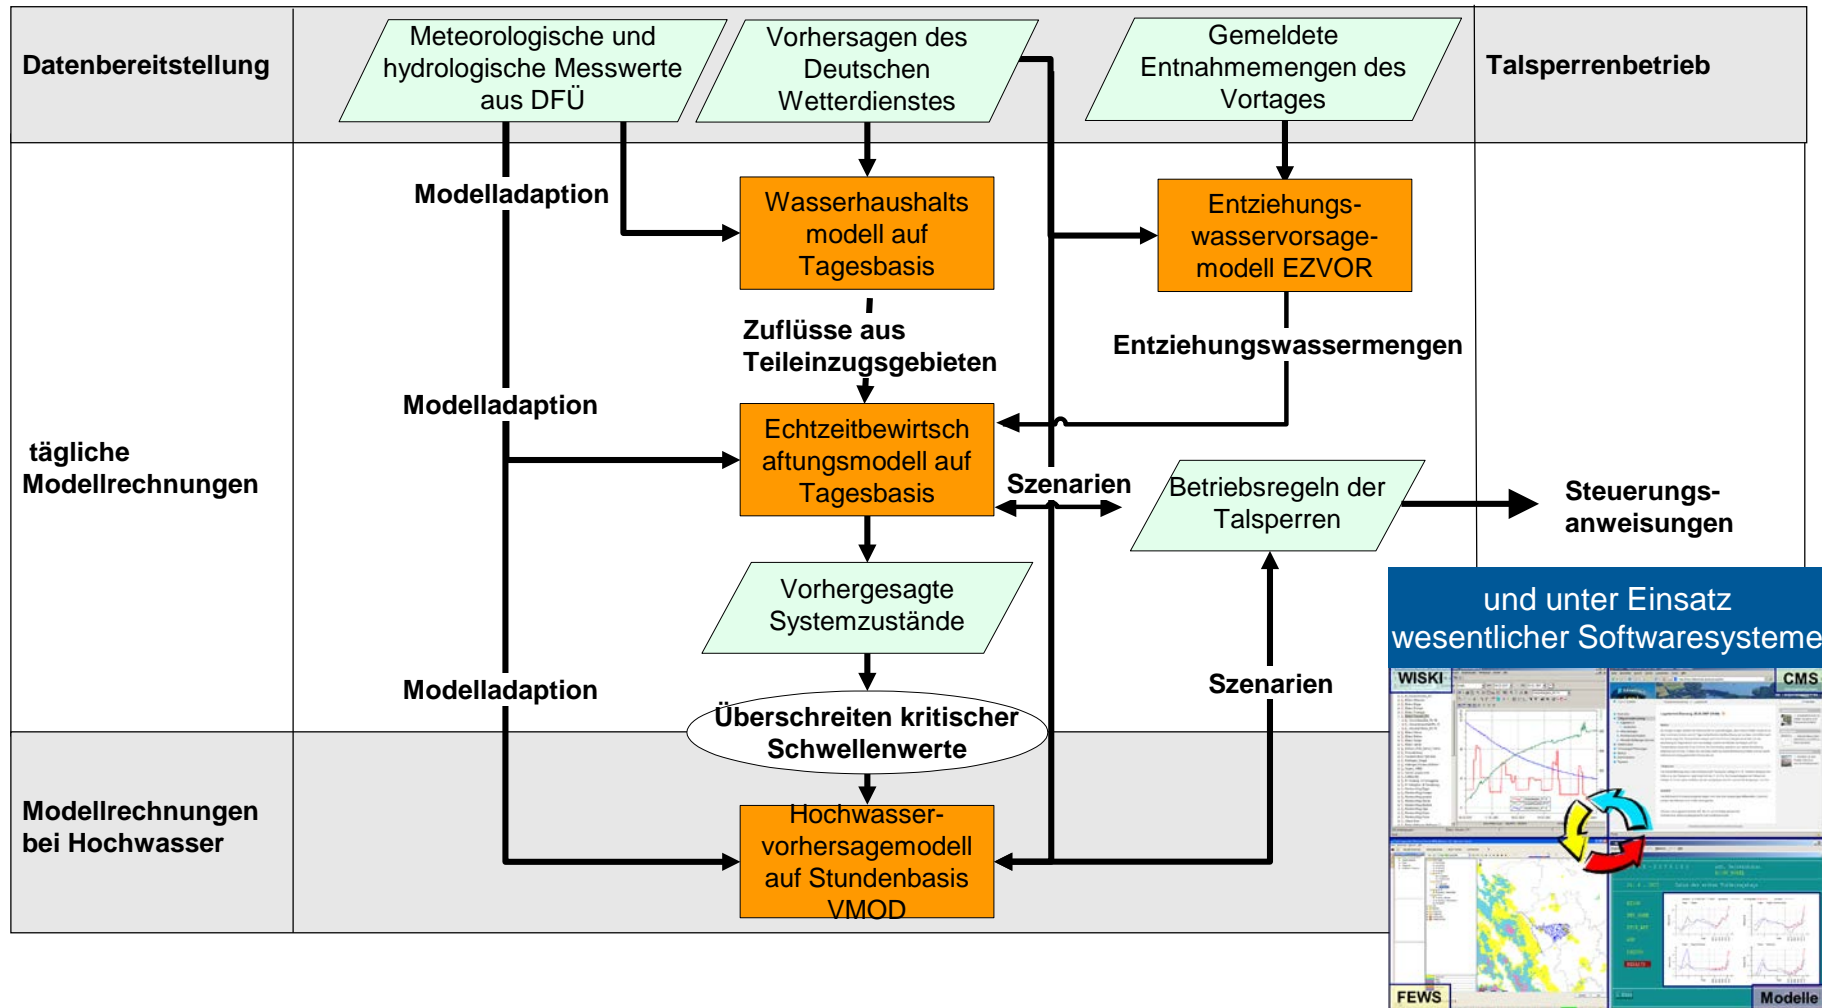 Datenbereitstellung
Meteorologische und
hydrologische Messwerte
aus DFÜ
Vorhersagen des
Deutschen
Wetterdienstes
Gemeldete
Entnahmemengen des
Vortages
Talsperrenbetrieb
Modelladaption
Wasserhaushalts
modell auf
Tagesbasis
Entziehungs-
wasservorsage-
modell EZVOR
Zuflüsse aus
Teileinzugsgebieten
Entziehungswassermengen
Modelladaption
tägliche
Modellrechnungen
Echtzeitbewirtsch
aftungsmodell auf
Tagesbasis
Szenarien
Betriebsregeln der
Talsperren
Steuerungs-
anweisungen
Vorhergesagte
Systemzustände
Modelladaption
Szenarien
Überschreiten kritischer
Schwellenwerte
Modellrechnungen
bei Hochwasser
Hochwasser-
vorhersagemodell
auf Stundenbasis
VMOD
und unter Einsatz
wesentlicher Softwaresysteme
WISKI
CMS
FEWS
Modelle